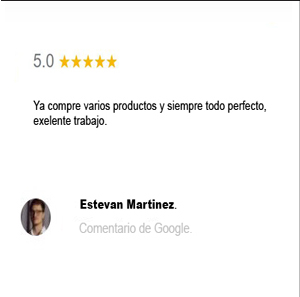 5.0
Ya compre varios productos y siempre todo perfecto,
exelente trabajo.
Estevan Martinez.
Comentario de Google.